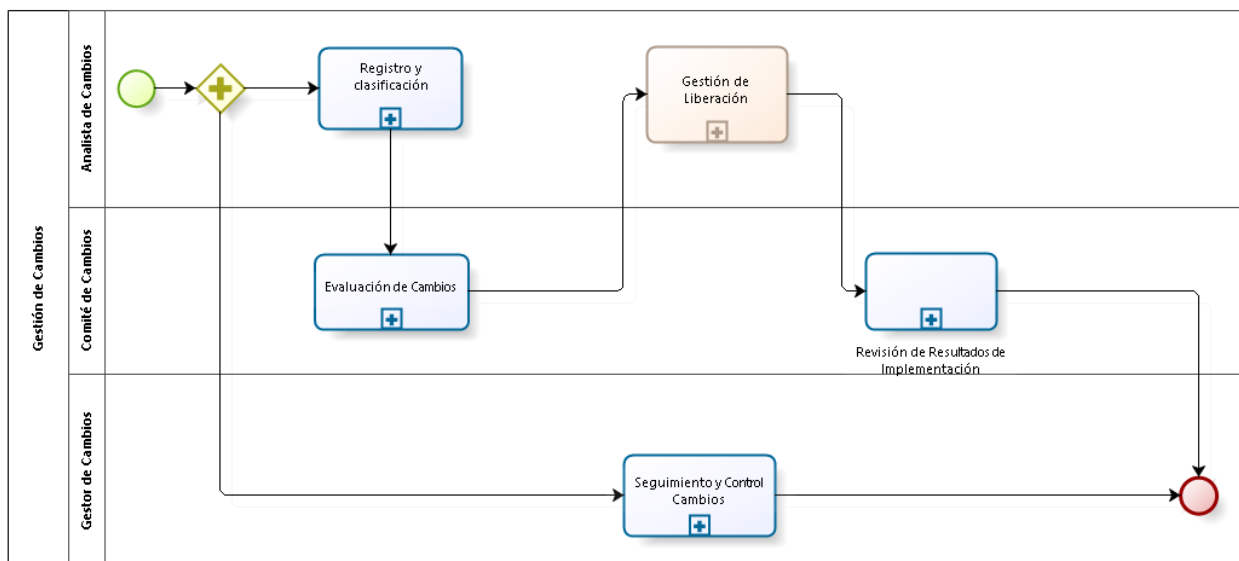 Gestión de Cambios
Analista de Cambios
Registro y
clasificación
Gestión de
Liberación
Comité de Cambios
Evaluación de Cambios
Revisión de Resultados de
Implementación
Gestor de Cambios
Seguimiento y Control
Cambios